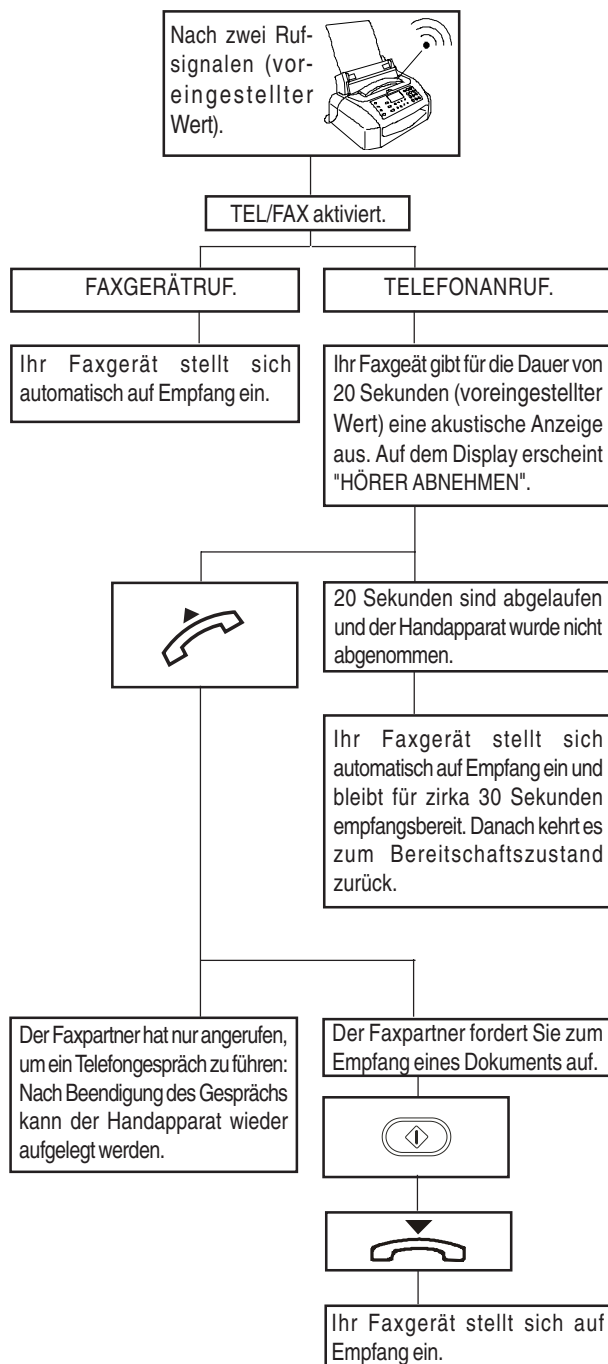 Nach zwei Ruf-
signalen (vor-
eingestellter
Wert).
TEL/FAX aktiviert.
FAXGERÄTRUF.
TELEFONANRUF.
Ihr Faxgerät stellt sich
automatisch auf Empfang ein.
Ihr Faxgeät gibt für die Dauer von
20 Sekunden (voreingestellter
Wert) eine akustische Anzeige
aus. Auf dem Display erscheint
"HÖRER ABNEHMEN".
20 Sekunden sind abgelaufen
und der Handapparat wurde nicht
abgenommen.
Ihr Faxgerät stellt sich
automatisch auf Empfang ein und
bleibt für zirka 30 Sekunden
empfangsbereit. Danach kehrt es
zum Bereitschaftszustand
zurück.
Der Faxpartner hat nur angerufen,
um ein Telefongespräch zu führen:
Nach Beendigung des Gesprächs
kann der Handapparat wieder
aufgelegt werden.
Der Faxpartner fordert Sie zum
Empfang eines Dokuments auf.
Ihr Faxgerät stellt sich auf
Empfang ein.